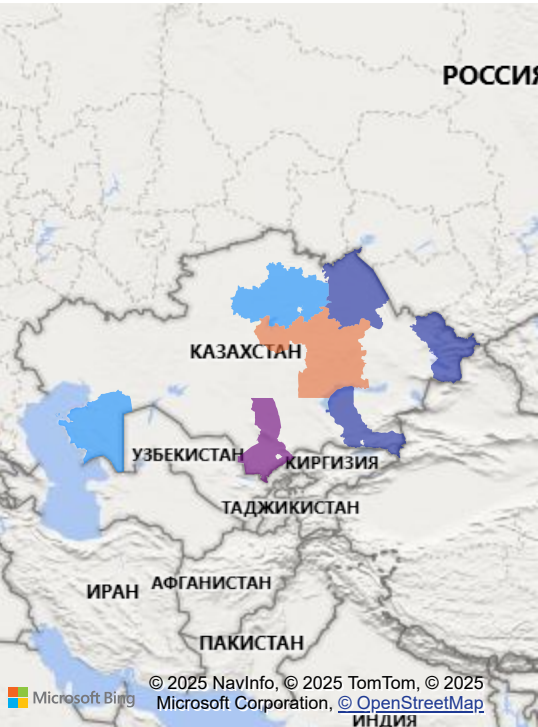 РОССИЯ
КАЗАХСТАН
УЗБЕКИСТАН
КИРГИЗИЯ
ТАДЖИКИСТАН
ИРАН
АФГАНИСТАН
ПАКИСТАН
© 2025 NavInfo, © 2025 TomTom, © 2025
Microsoft Bing
Microsoft Corporation, © OpenStreetMap
ИНДИЯ